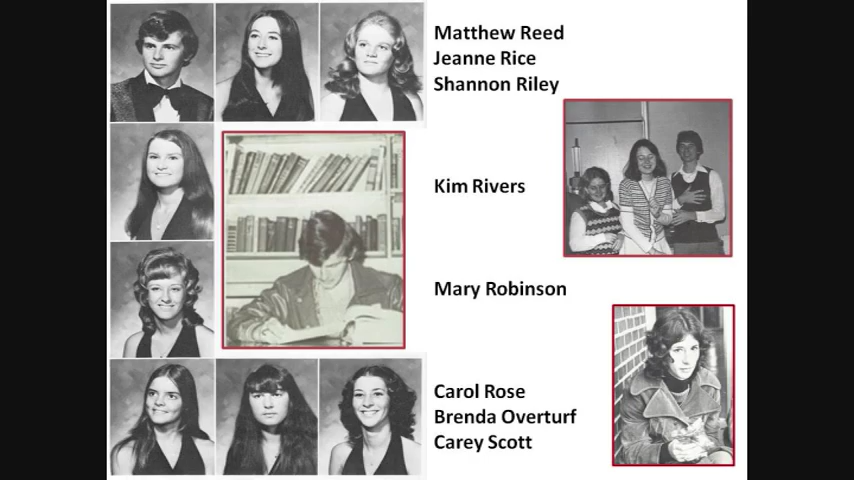 Matthew Reed
Jeanne Rice
Shannon Riley
Kim Rivers
Mary Robinson
Carol Rose
Brenda Overturf
Carey Scott